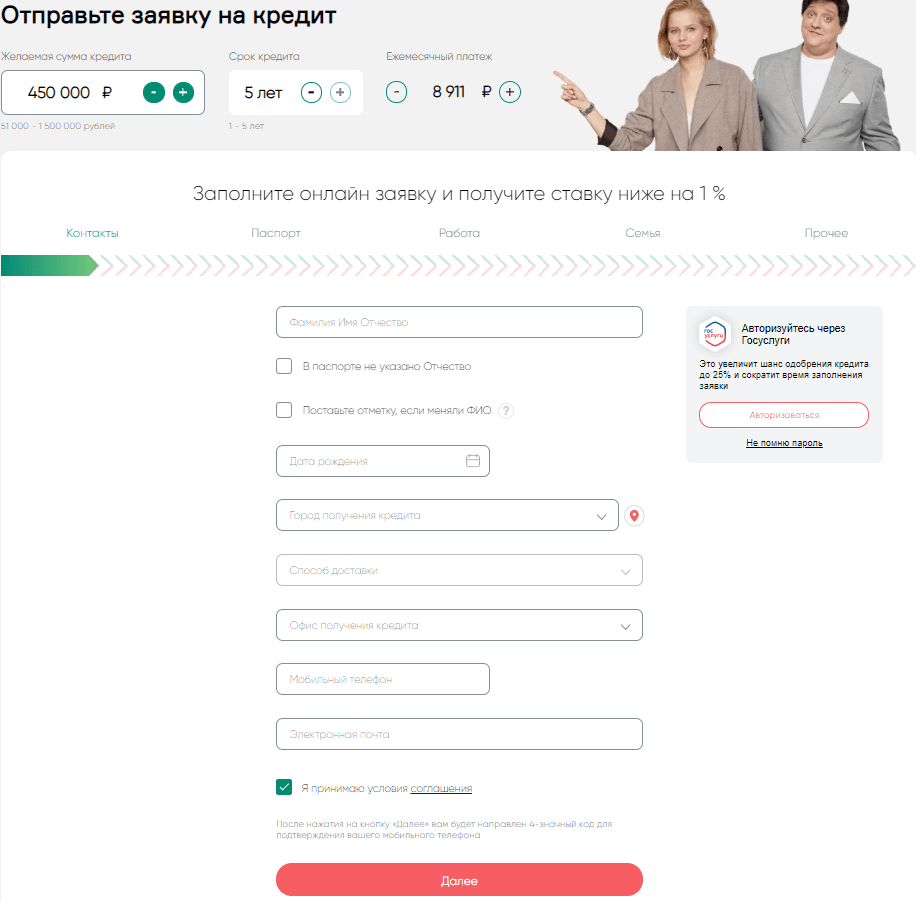 Отправьте заявку на кредит
Желаемая сумма кредита
Срок кредита
Ежемесячный платеж
450 000 ₽ - +
5 лет - +
- 8 911 ₽ +
51 000 - 1 500 000 рублей
1 - 5 лет
Заполните онлайн заявку и получите ставку ниже на 1 %
Контакты
Паспорт
Работа
Семья
Прочее
Фамилия Имя Отчество
В паспорте не указано Отчество
Поставьте отметку, если меняли ФИО ?
Дата рождения
Город получения кредита
Способ доставки
Офис получения кредита
Мобильный телефон
Электронная почта
Я принимаю условия соглашения
После нажатия на кнопку «Далее» вам будет направлен 4-значный код для
подтверждения вашего мобильного телефона
Далее
гос
услуги
Авторизуйтесь через
Госуслуги
Это увеличит шанс одобрения кредита
до 25% и сократит время заполнения
заявки
Авторизоваться
Не помню пароль